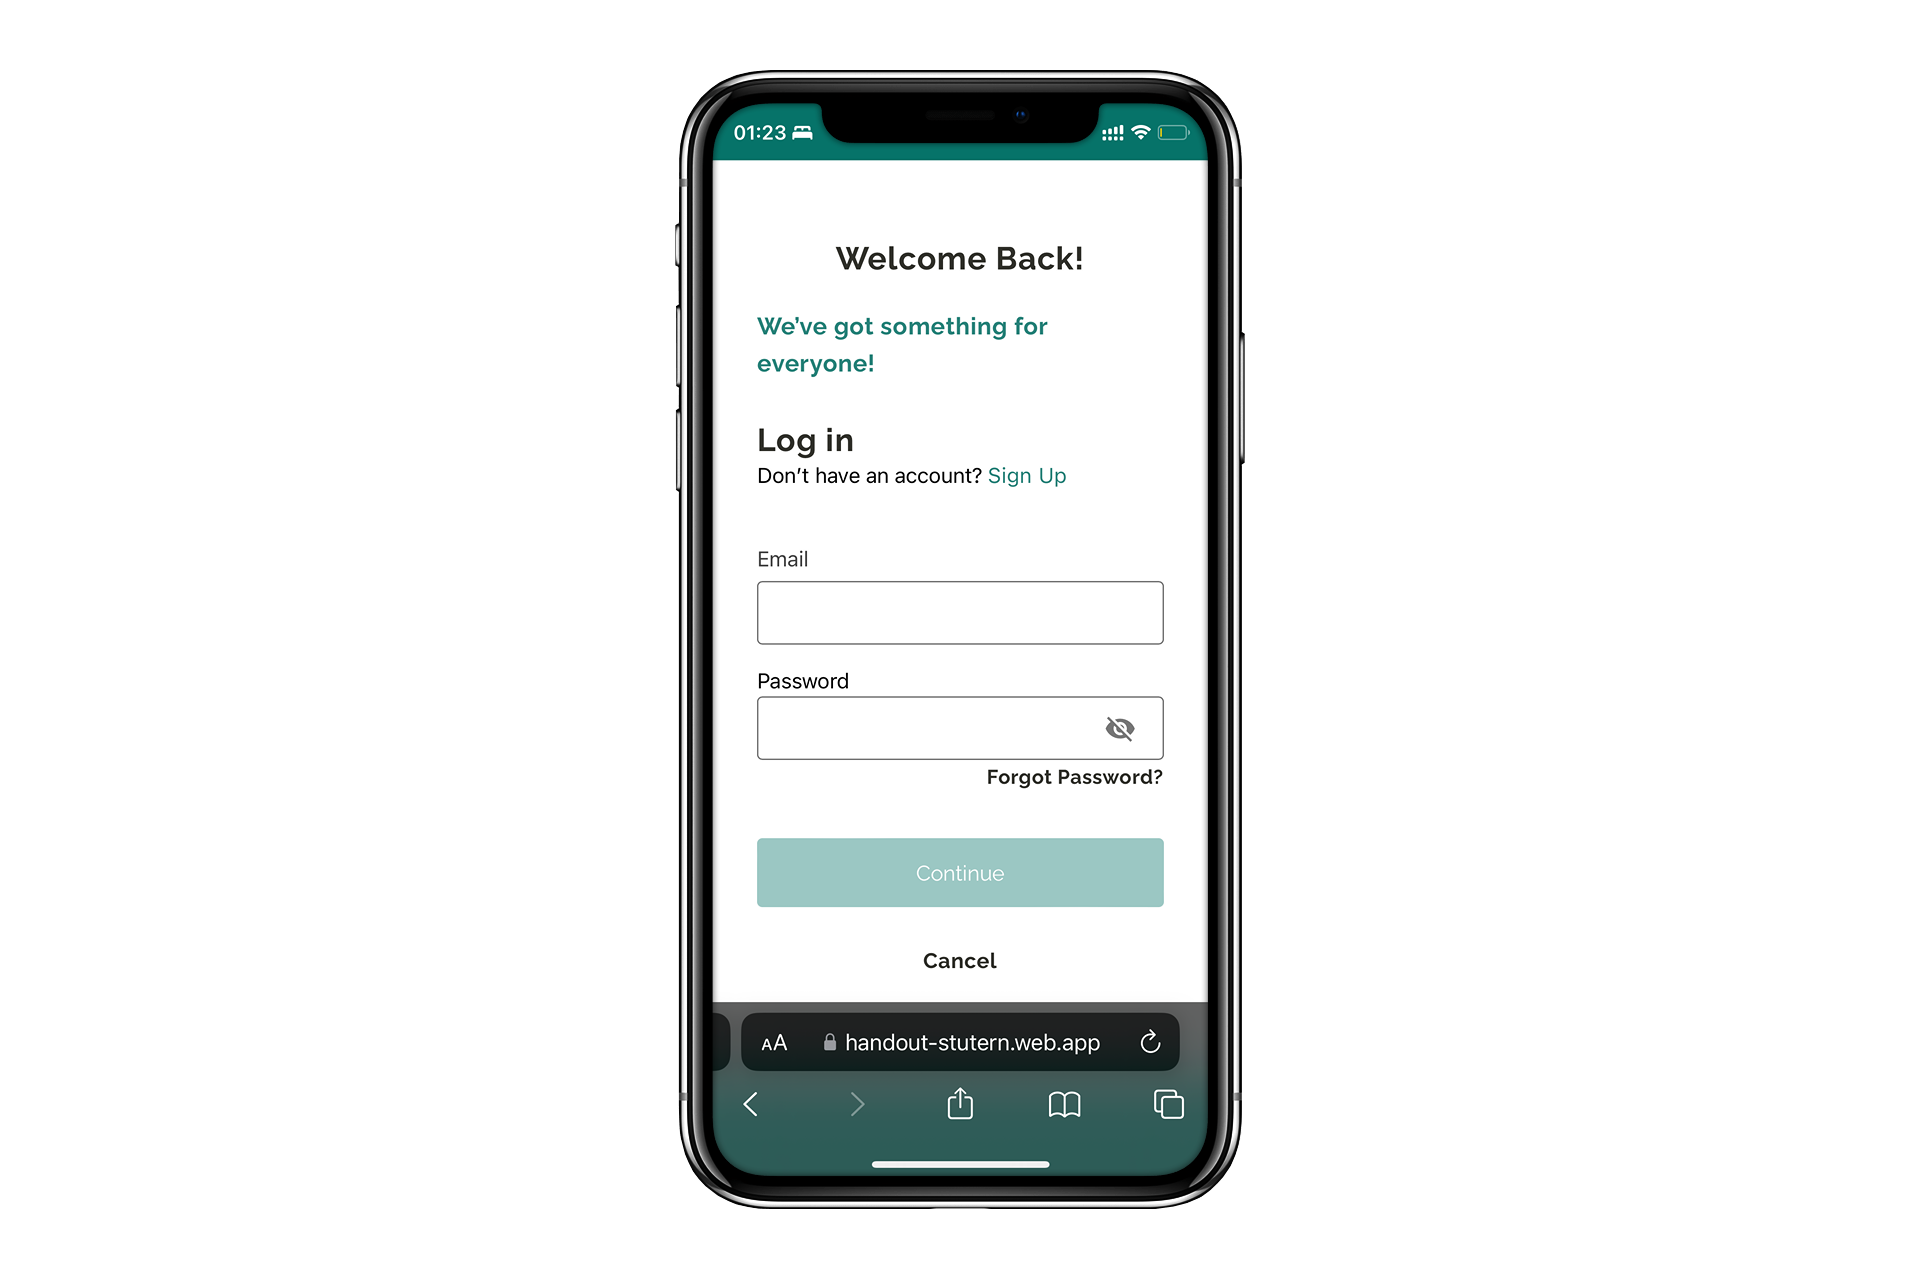 01:23
Welcome Back!
We've got something for
everyone!
Log in
Don't have an account? Sign Up
Email
Password
Forgot Password?
Continue
Cancel
AA handout-stutern.web.app